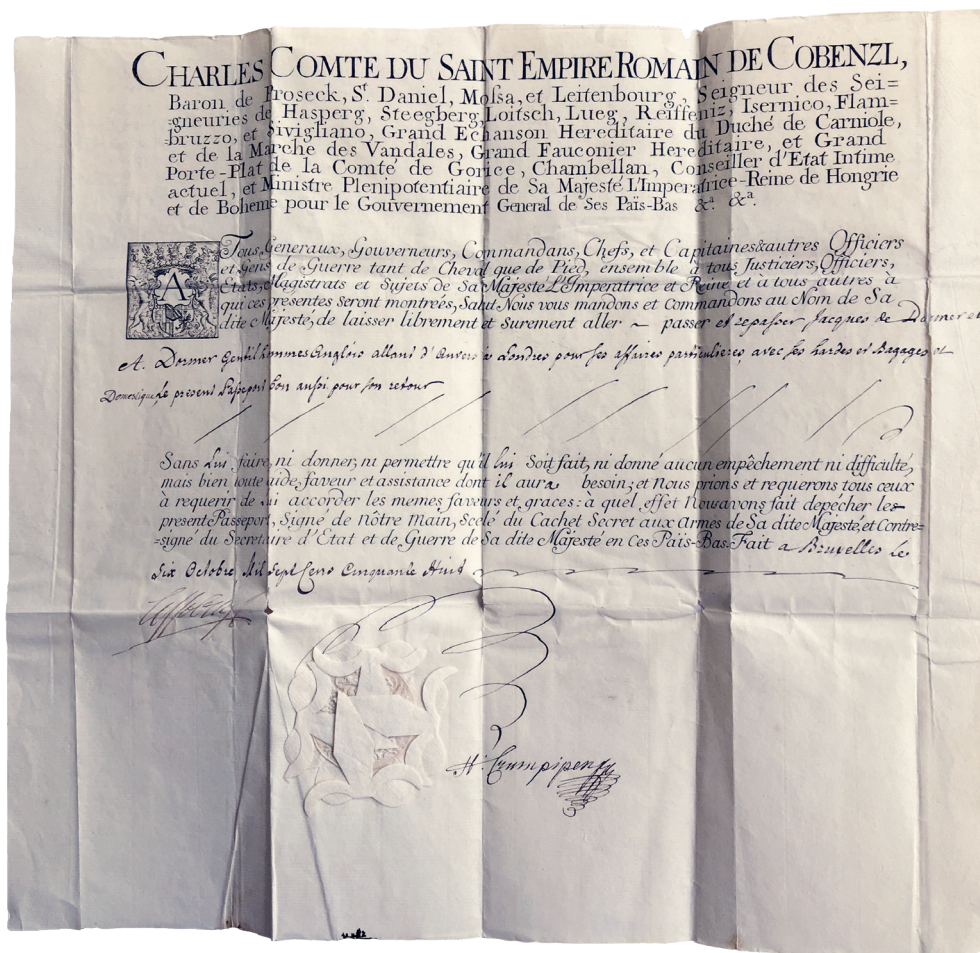 CHARLES COMTE DU SAINT EMPIRE ROMAIN DE COBENZL,
Baron de Proseck, St. Daniel, Mossa, et Leitenbourg, Seigneur des Sei=
=gneuries de Hasperg, Steegberg, Loitsch, Lueg, Reiffeniz, Isernico, Flam=
=bruzzo, et Sivigliano, Grand Echanson Hereditaire du Duché de Carniole,
et de la Marche des Vandales, Grand Fauconier Hereditaire, et Grand
Porte-Plat de la Comté de Gorice, Chambellan, Conseiller d'Etat Intime
actuel, et Ministre Plenipotentiaire de Sa Majesté L'Imperatrice-Reine de Hongrie
et de Boheme pour le Gouvernement General de Ses Païs-Bas &a. &a.
A Tous Generaux, Gouverneurs, Commandans, Chefs, et Capitaines & autres Officiers
et Gens de Guerre tant de Cheval que de Pied, ensemble à tous Justiciers, Officiers,
Etats, Magistrats et Sujets de Sa Majesté L'Imperatrice et Reine et à tous autres à
qui ces presentes seront montrées, Salut Nous vous mandons et commandons au Nom de Sa
dite Majesté, de laisser librement et surement aller ~ passer et repasser Jacques de Dormer et
A. Dormer Gentilhommes Anglois allant d'Anvers à Londres pour ses affaires particulieres, avec ses hardes et Bagages et
Domestique, le present Passeport bon aussi pour son retour
Sans lui faire, ni donner, ni permettre qu'il lui Soit fait, ni donné aucun empêchement ni difficulté,
mais bien toute aide, faveur et assistance dont il aura besoin; et Nous prions et requerons tous ceux
à requerir de lui accorder les memes faveurs et graces: à quel effet Nous avons fait depêcher les
present Passeport, Signé de nôtre main, Scelé du Cachet Secret aux armes de Sa dite Majesté, et Contre=
=signé du Secretaire d'Etat et de Guerre de Sa dite Majesté en ces Païs-Bas. Fait a Bruxelles le
Six Octobre Mil Sept Cens Cinquante Huit
H. Crumpipen